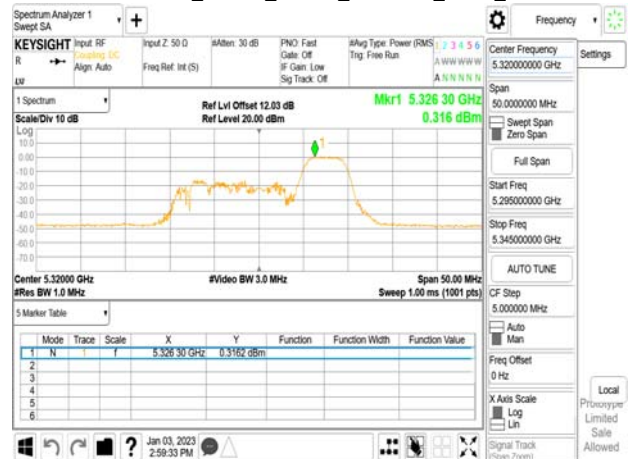 Spectrum Analyzer 1
Swept SA
Frequency
KEYSIGHT Input: RF Input Z: 50 Ω #Atten: 30 dB PNO: Fast #Avg Type: Power (RMS 1 2 3 4 5 6
R Coupling: DC Gate: Off Trig: Free Run A WW WW W
Align: Auto Freq Ref: Int (S) IF Gain: Low A N N N N N
Sig Track: Off
Center Frequency
5.320000000 GHz
Settings
Span
50.0000000 MHz
Swept Span
Zero Span
Full Span
Start Freq
5.295000000 GHz
Stop Freq
5.345000000 GHz
AUTO TUNE
CF Step
5.000000 MHz
Auto
Man
Freq Offset
0 Hz
X Axis Scale
Log
Lin
Signal Track
(Span Zoom)
Local
Prototype
Limited
Sale
Allowed
1 Spectrum
Scale/Div 10 dB
Ref Lvl Offset 12.03 dB
Ref Level 20.00 dBm
Mkr1 5.326 30 GHz
0.316 dBm
Log
10.0
0.00
-10.0
-20.0
-30.0
-40.0
-50.0
-60.0
-70.0
1
Center 5.32000 GHz #Video BW 3.0 MHz Span 50.00 MHz
#Res BW 1.0 MHz Sweep 1.00 ms (1001 pts)
5 Marker Table
Mode Trace Scale X Y Function Function Width Function Value
1 N 1 f 5.326 30 GHz 0.3162 dBm
2
3
4
5
6
? Jan 03, 2023
2:59:33 PM